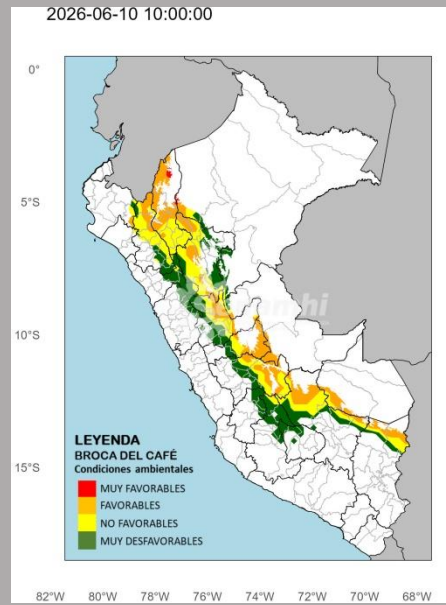 2026-06-10 10:00:00
0°
5°S
10°S
15°S
senamhi
LEYENDA
BROCA DEL CAFÉ
Condiciones ambientales
MUY FAVORABLES
FAVORABLES
NO FAVORABLES
MUY DESFAVORABLES
82°W 80°W 78°W 76°W 74°W 72°W 70°W 68°W